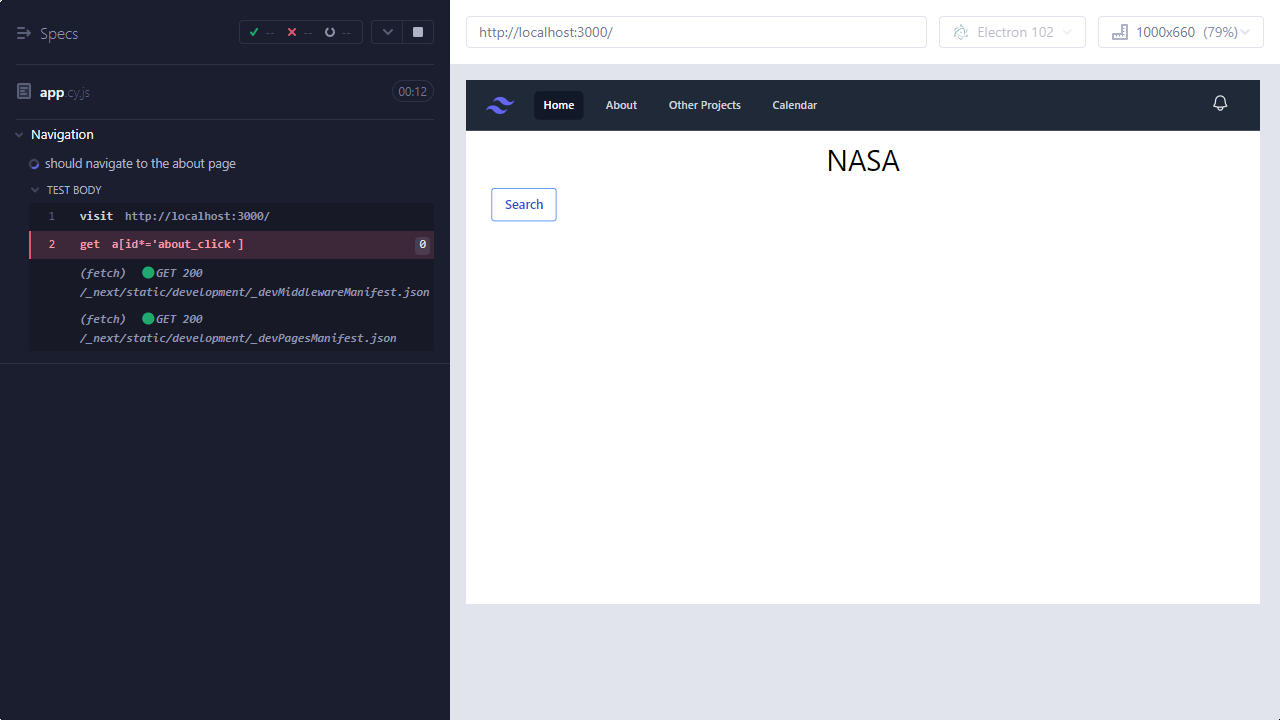 Specs
-- -- --
app.cy.js
00:12
Navigation
should navigate to the about page
TEST BODY
1 visit http://localhost:3000/
2 get a[id*='about_click'] 0
(fetch) GET 200
/_next/static/development/_devMiddlewareManifest.json
(fetch) GET 200
/_next/static/development/_devPagesManifest.json
http://localhost:3000/
Electron 102
1000x660 (79%)
Home About Other Projects Calendar
NASA
Search